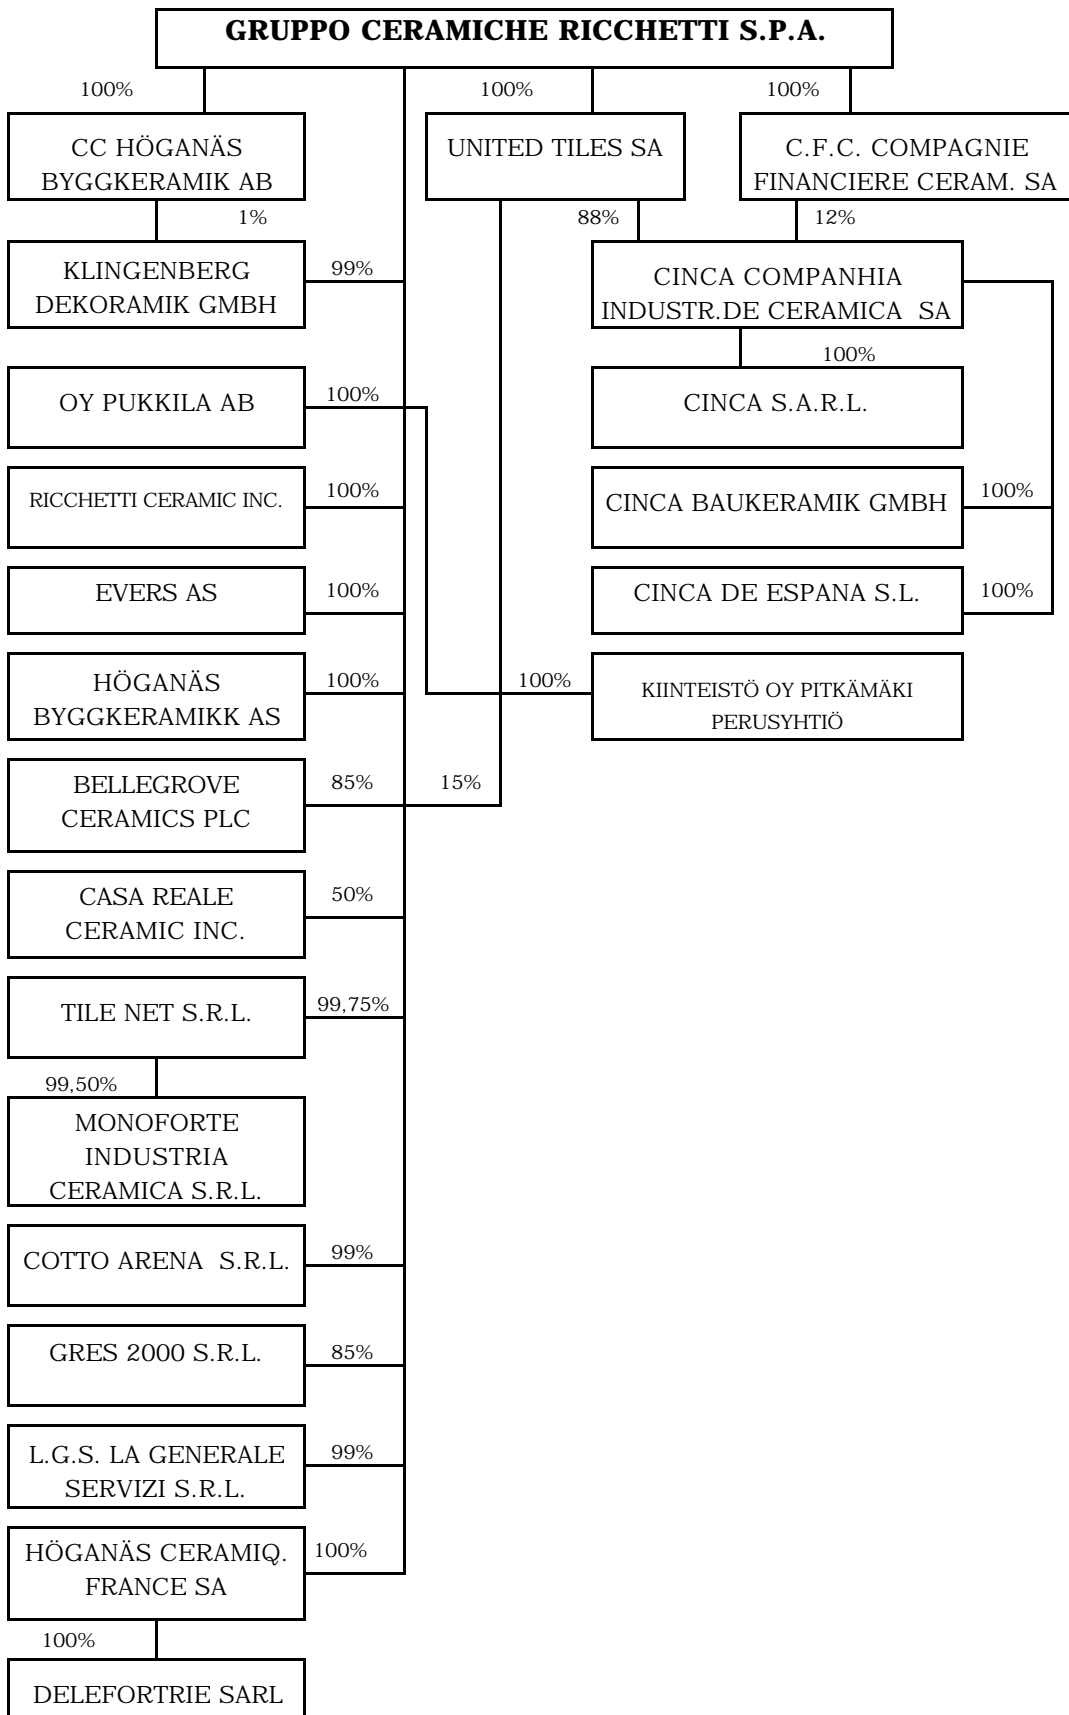 GRUPPO CERAMICHE RICCHETTI S.P.A.
100%
100%
100%
CC HÖGANÄS
BYGGKERAMIK AB
UNITED TILES SA
C.F.C. COMPAGNIE
FINANCIERE CERAM. SA
1%
88%
12%
KLINGENBERG
DEKORAMIK GMBH
99%
CINCA COMPANHIA
INDUSTR.DE CERAMICA SA
100%
OY PUKKILA AB
100%
CINCA S.A.R.L.
RICCHETTI CERAMIC INC.
100%
CINCA BAUKERAMIK GMBH
100%
EVERS AS
100%
CINCA DE ESPANA S.L.
100%
HÖGANÄS
BYGGKERAMIKK AS
100%
100%
KIINTEISTÖ OY PITKÄMÄKI
PERUSYHTIÖ
BELLEGROVE
CERAMICS PLC
85%
15%
CASA REALE
CERAMIC INC.
50%
TILE NET S.R.L.
99,75%
99,50%
MONOFORTE
INDUSTRIA
CERAMICA S.R.L.
COTTO ARENA S.R.L.
99%
GRES 2000 S.R.L.
85%
L.G.S. LA GENERALE
SERVIZI S.R.L.
99%
HÖGANÄS CERAMIQ.
FRANCE SA
100%
100%
DELEFORTRIE SARL